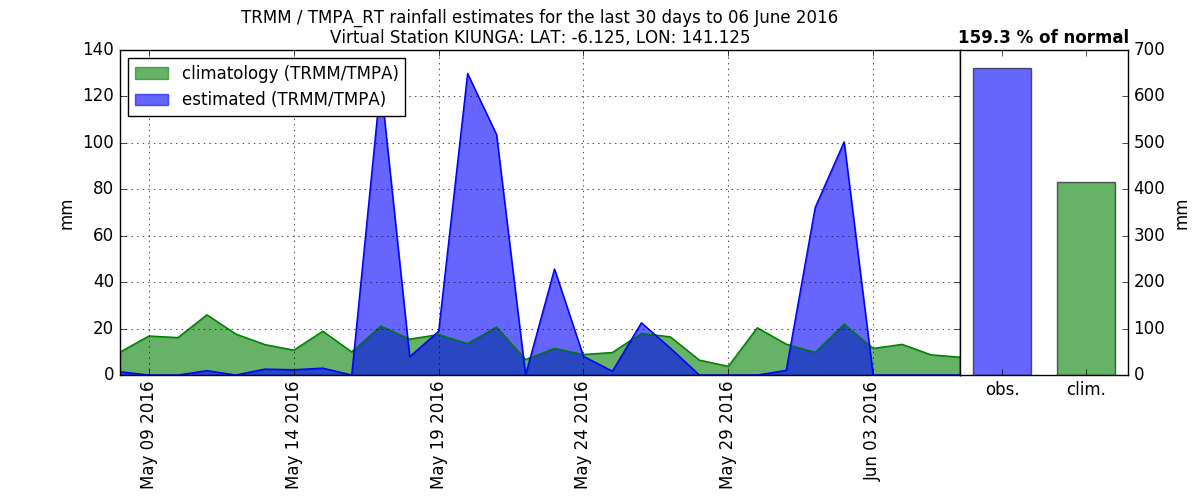 TRMM / TMPA_RT rainfall estimates for the last 30 days to 06 June 2016
Virtual Station KIUNGA: LAT: -6.125, LON: 141.125
159.3 % of normal
climatology (TRMM/TMPA)
estimated (TRMM/TMPA)
140
120
100
80
60
40
20
0
mm
May 09 2016
May 14 2016
May 19 2016
May 24 2016
May 29 2016
Jun 03 2016
obs.
clim.
700
600
500
400
300
200
100
0
mm